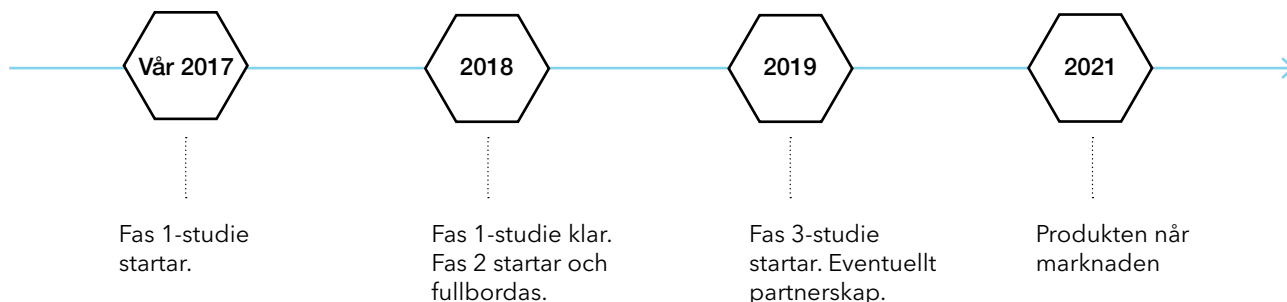 Vår 2017
2018
2019
2021
Fas 1-studie
startar.
Fas 1-studie klar.
Fas 2 startar och
fullbordas.
Fas 3-studie
startar. Eventuellt
partnerskap.
Produkten når
marknaden